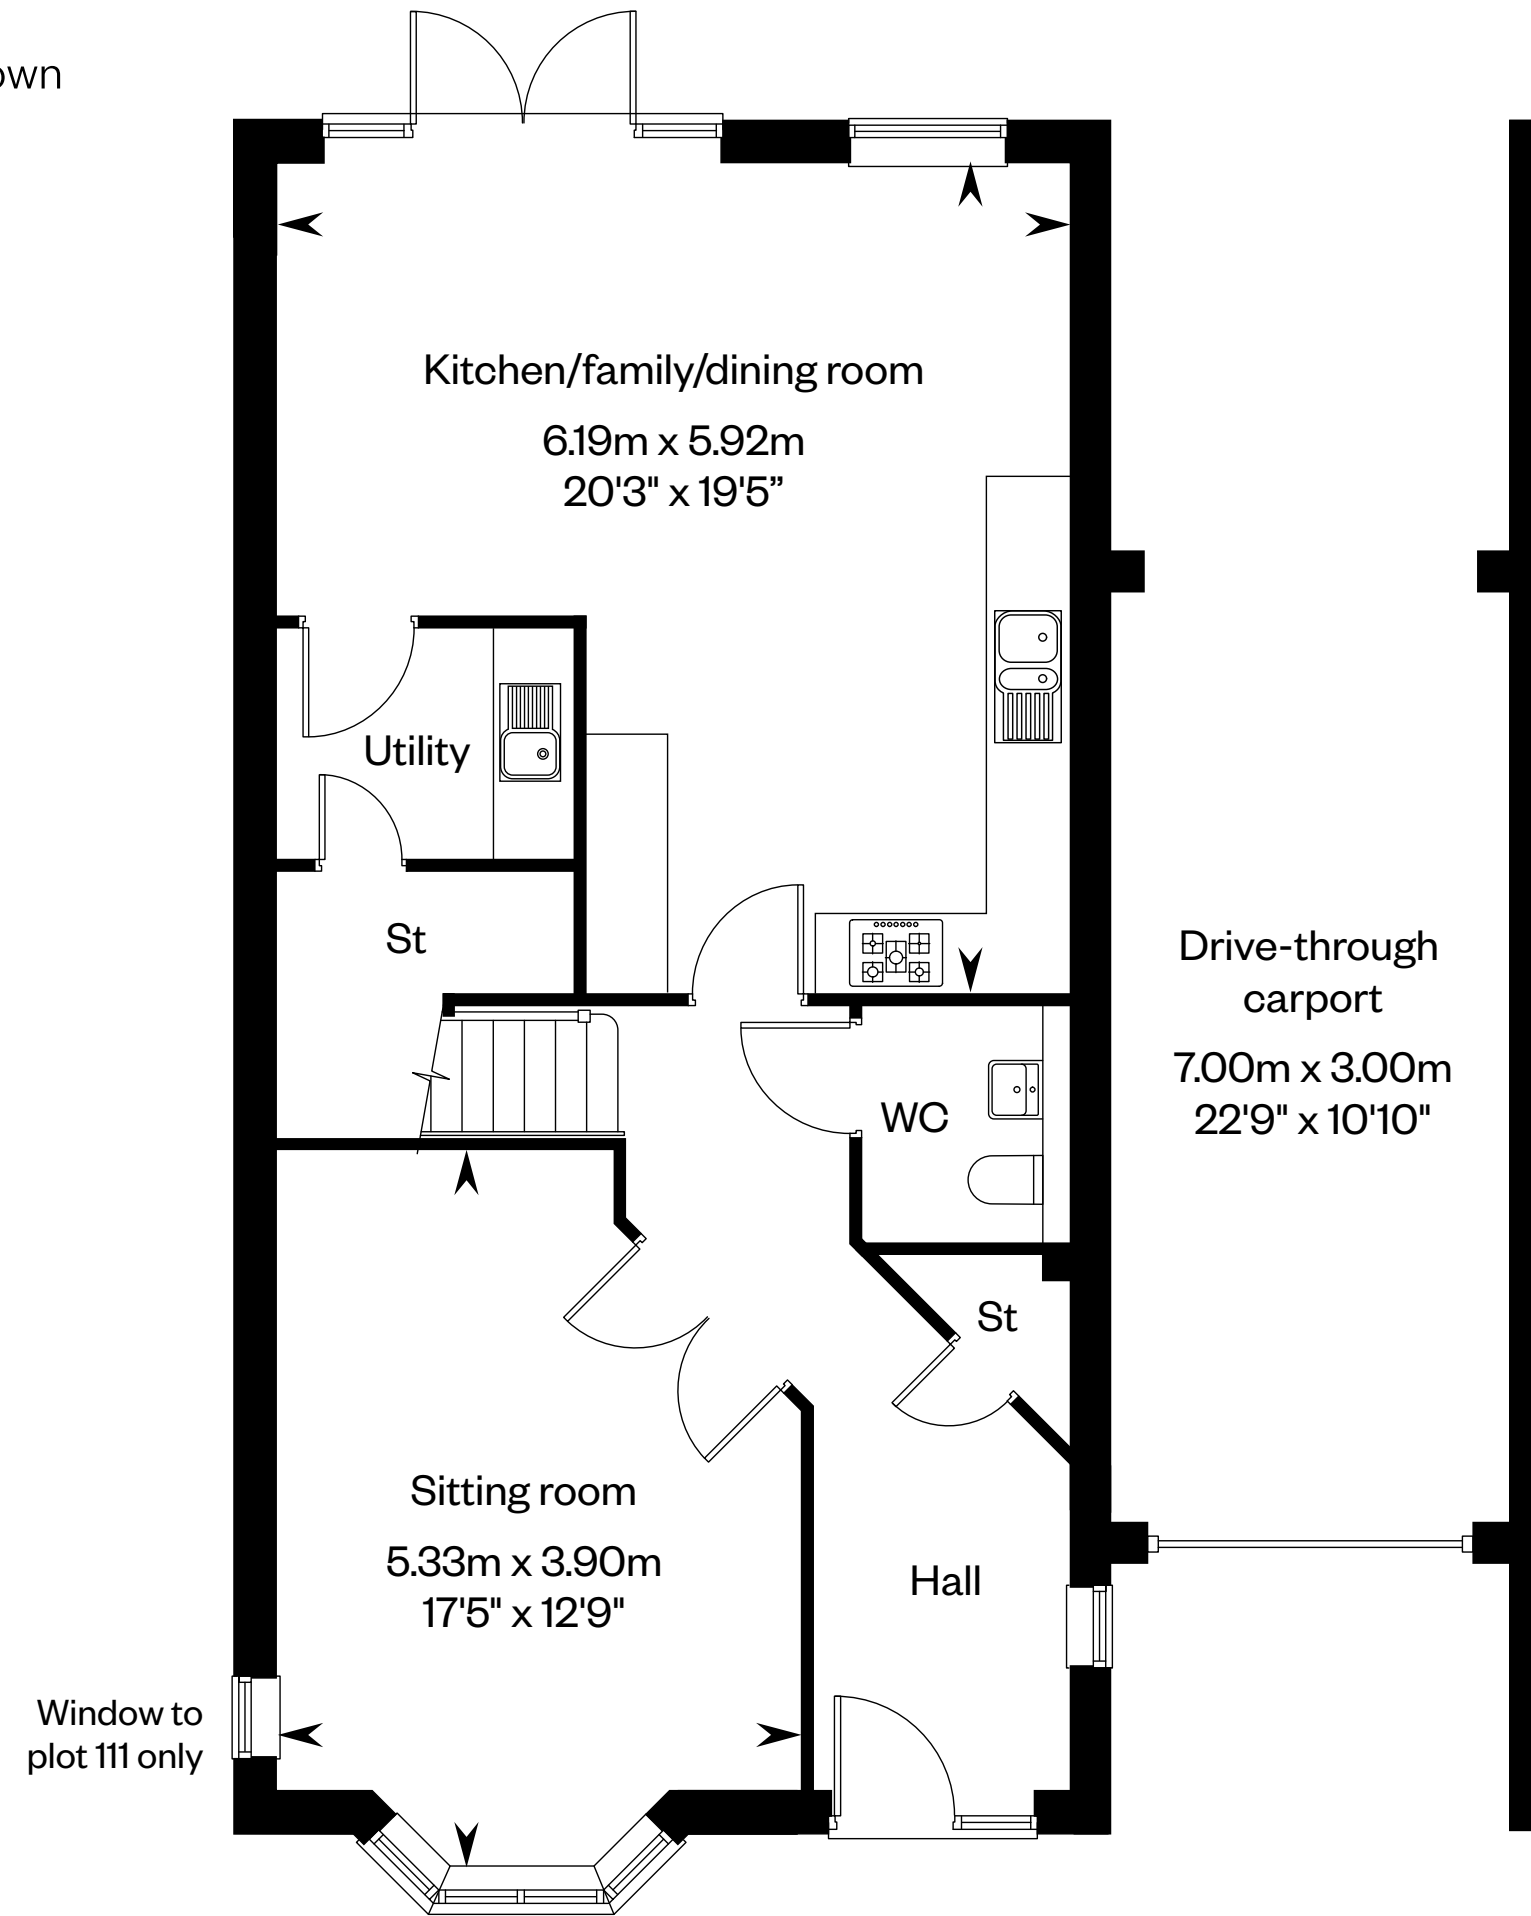 Kitchen/family/dining room
6.19m x 5.92m
20'3" x 19'5”
Utility
St
Drive-through
carport
7.00m x 3.00m
22'9" x 10'10"
WC
St
Sitting room
5.33m x 3.90m
17'5" x 12'9"
Hall
Window to
plot 111 only